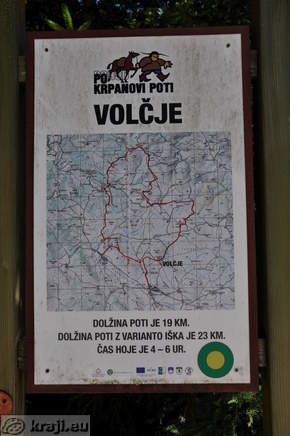 PO
KRPANOVI POTI
VOLČJE
VOLČJE
DOLŽINA POTI JE 19 KM.
DOLŽINA POTI Z VARIANTO IŠKA JE 23 KM.
ČAS HOJE JE 4 – 6 UR.
kraji.eu